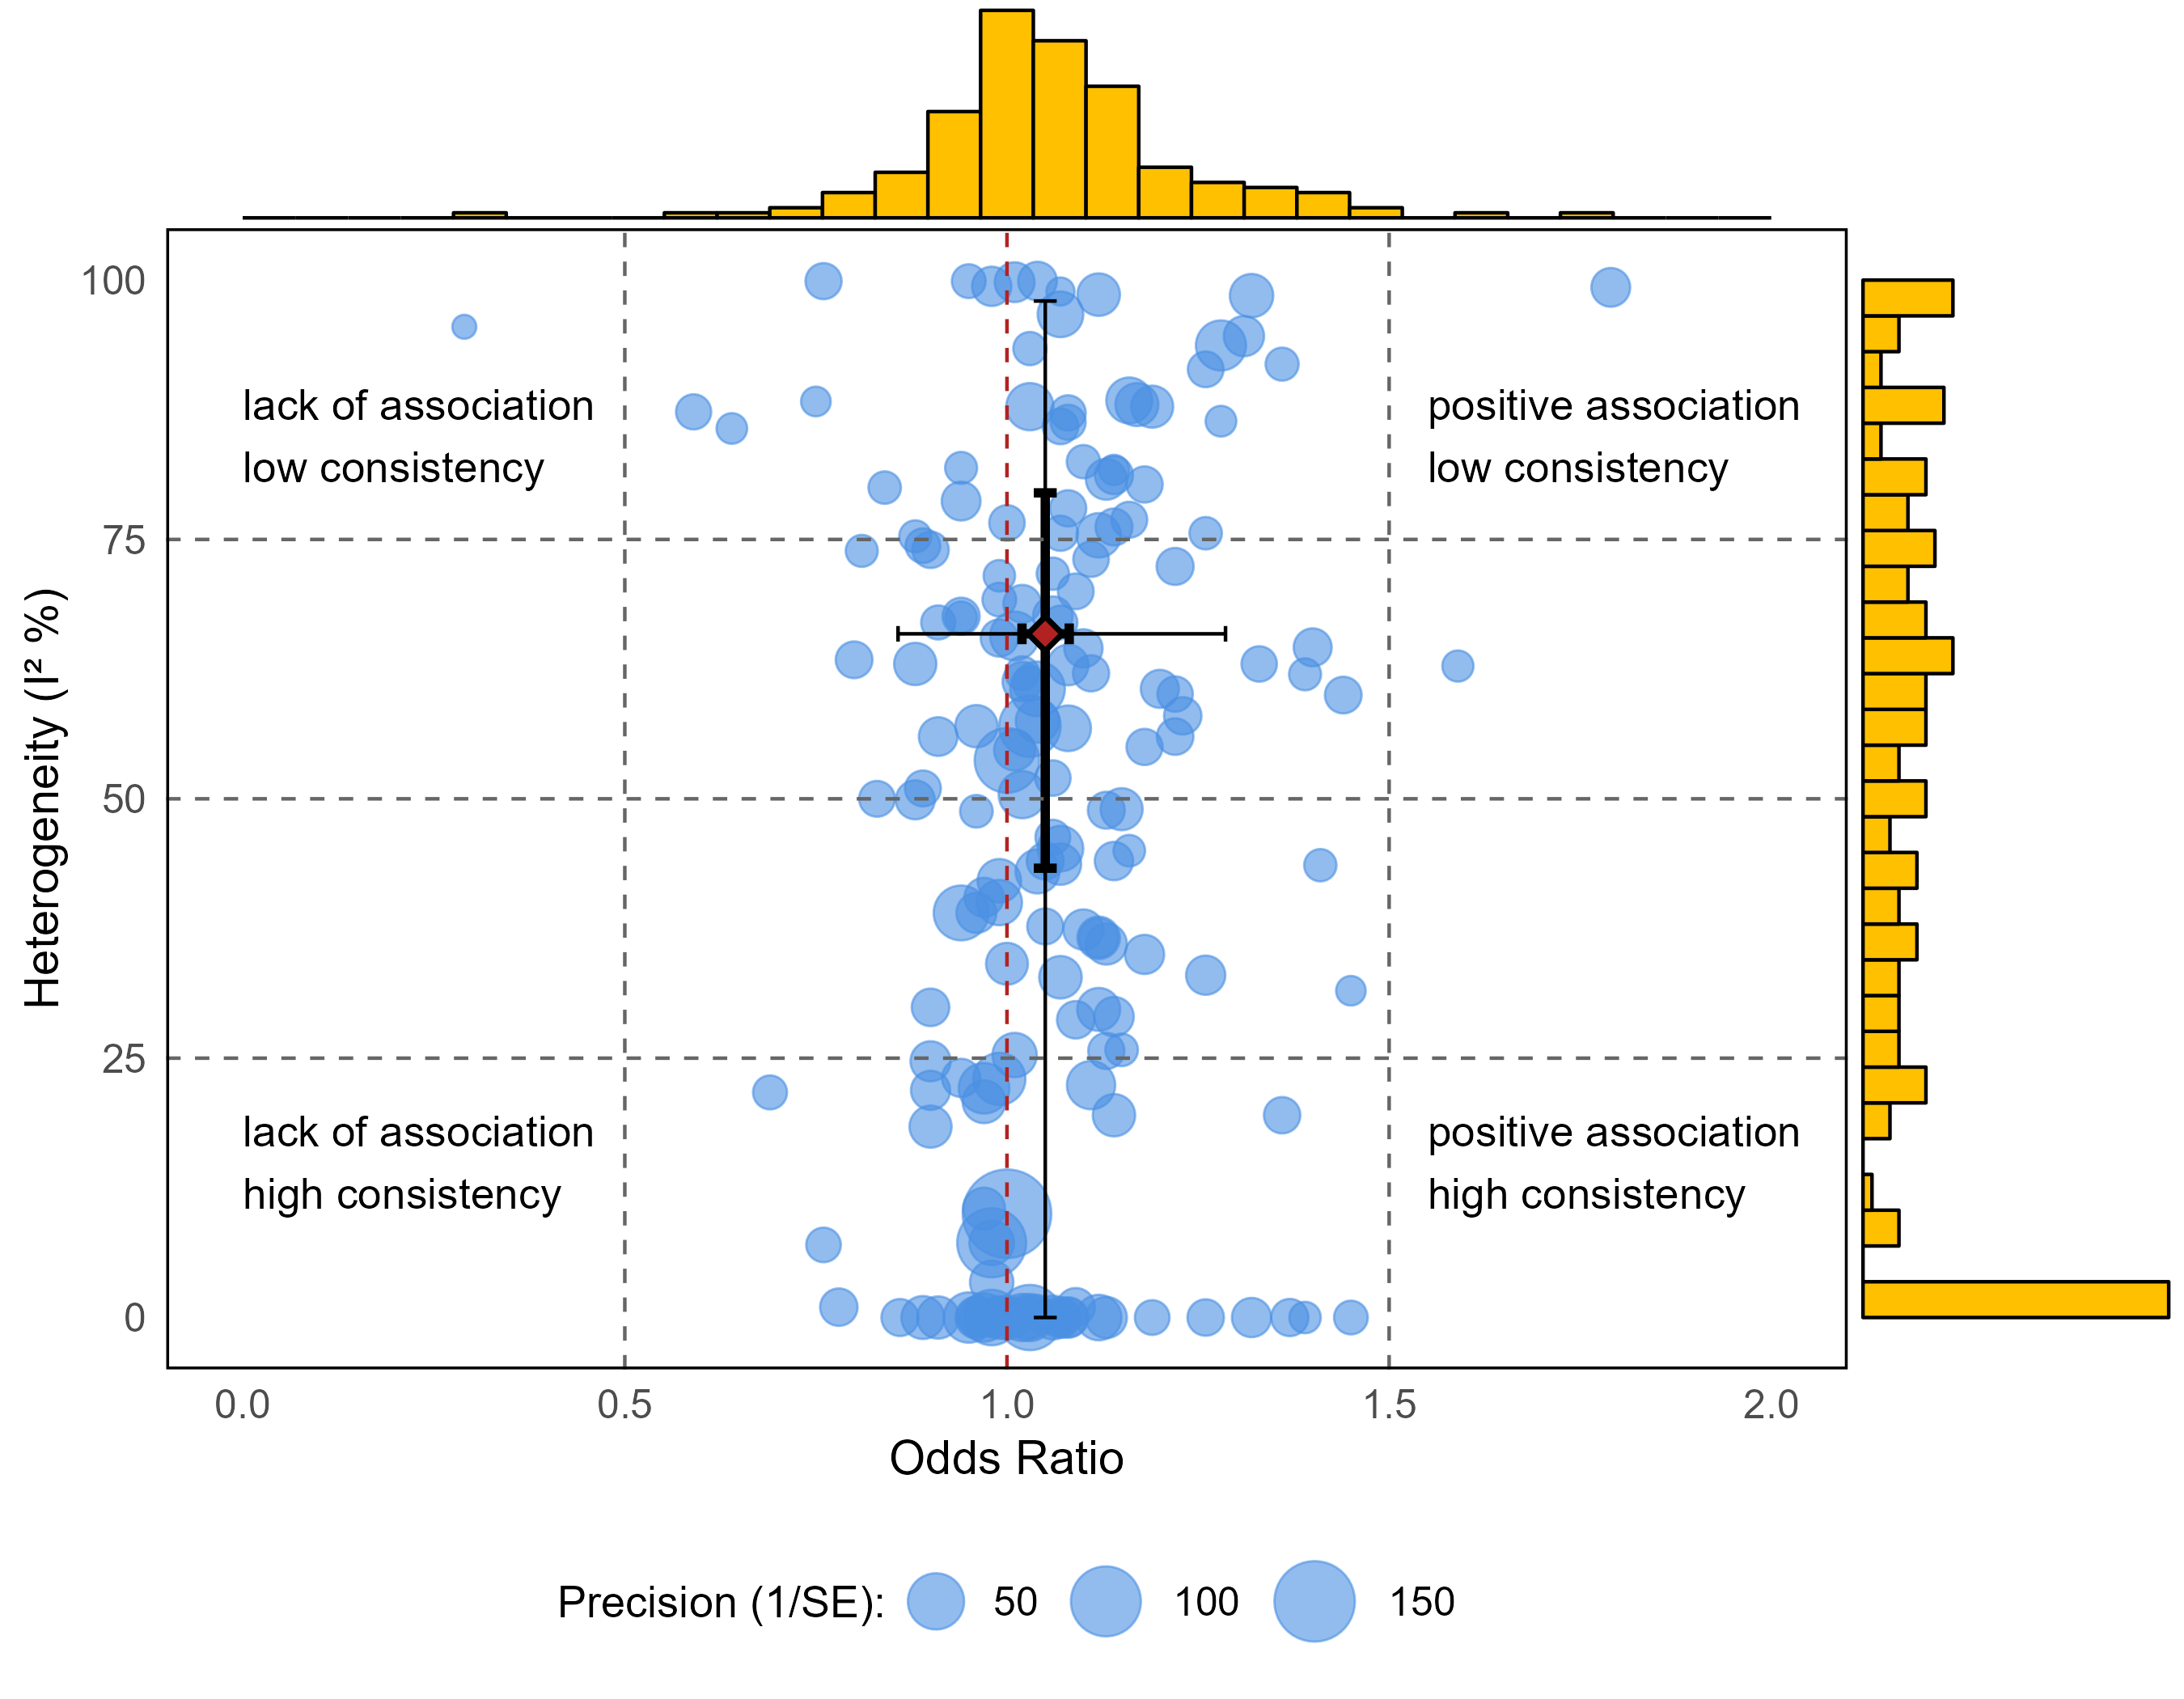 100
75
50
25
0
Heterogeneity (I² %)
lack of association
low consistency
positive association
low consistency
lack of association
high consistency
positive association
high consistency
0.0 0.5 1.0 1.5 2.0
Odds Ratio
Precision (1/SE): 50 100 150